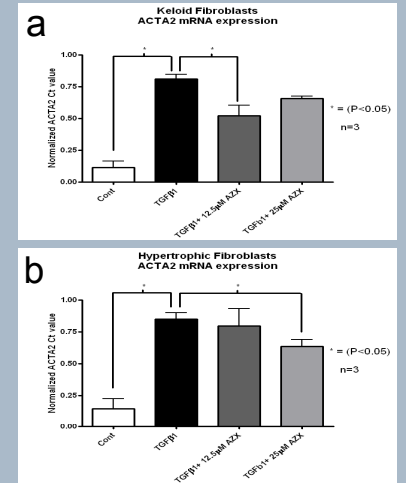 a
Keloid Fibroblasts
ACTA2 mRNA expression
Normalized ACTA2 Ct value
1.00
0.75
0.50
0.25
0.00
*
*
Cont
TGFβ1
TGFβ1+ 12.5µM AZX
TGFb1+ 25µM AZX
* = (P<0.05)
n=3
b
Hypertrophic Fibroblasts
ACTA2 mRNA expression
Normalized ACTA2 Ct value
1.00
0.75
0.50
0.25
0.00
*
*
Cont
TGFβ1
TGFβ1+ 12.5µM AZX
TGFb1+ 25µM AZX
* = (P<0.05)
n=3